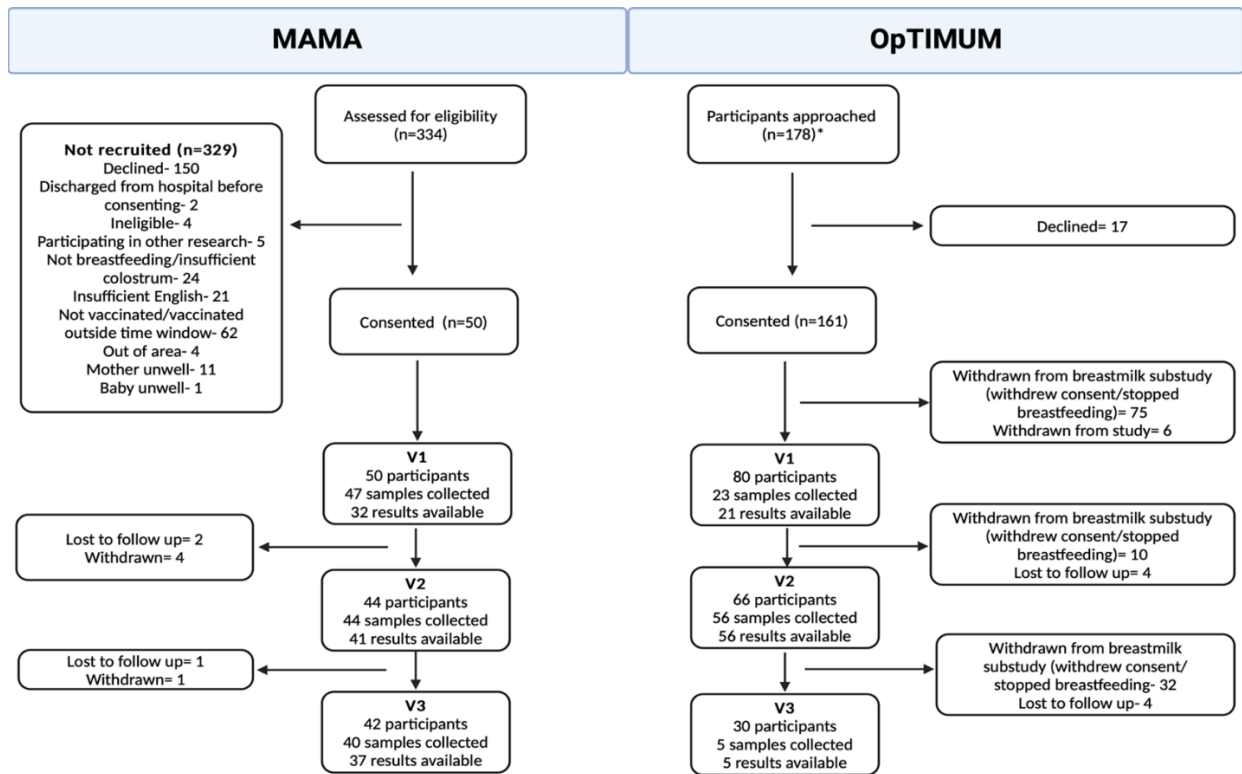 MAMA
Assessed for eligibility
(n=334)
Not recruited (n=329)
Declined- 150
Discharged from hospital before
consenting- 2
Ineligible- 4
Participating in other research- 5
Not breastfeeding/insufficient
colostrum- 24
Insufficient English- 21
Not vaccinated/vaccinated
outside time window- 62
Out of area- 4
Mother unwell- 11
Baby unwell- 1
Consented (n=50)
V1
50 participants
47 samples collected
32 results available
Lost to follow up= 2
Withdrawn= 4
V2
44 participants
44 samples collected
41 results available
Lost to follow up= 1
Withdrawn= 1
V3
42 participants
40 samples collected
37 results available
OpTIMUM
Participants approached
(n=178)*
Declined= 17
Consented (n=161)
Withdrawn from breastmilk substudy
(withdrew consent/stopped
breastfeeding)= 75
Withdrawn from study= 6
V1
80 participants
23 samples collected
21 results available
Withdrawn from breastmilk substudy
(withdrew consent/stopped
breastfeeding)= 10
Lost to follow up= 4
V2
66 participants
56 samples collected
56 results available
Withdrawn from breastmilk
substudy (withdrew consent/
stopped breastfeeding- 32
Lost to follow up- 4
V3
30 participants
5 samples collected
5 results available